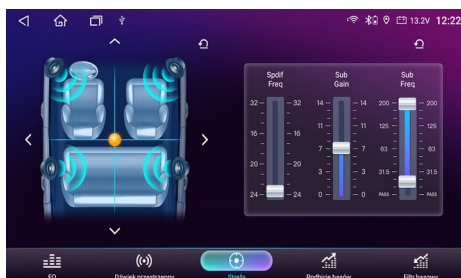 13.2V 12:22
Spdif Freq
Sub Gain
Sub Freq
32 32
14 14
200 200
11 11
125 125
16 16
7 7
63 63
20 20
3 3
31.5 31.5
24 24
0 0
PASS PASS
EQ
Dźwięk przestrzenny
Strefa
Podbicie basów
Filtr basowy